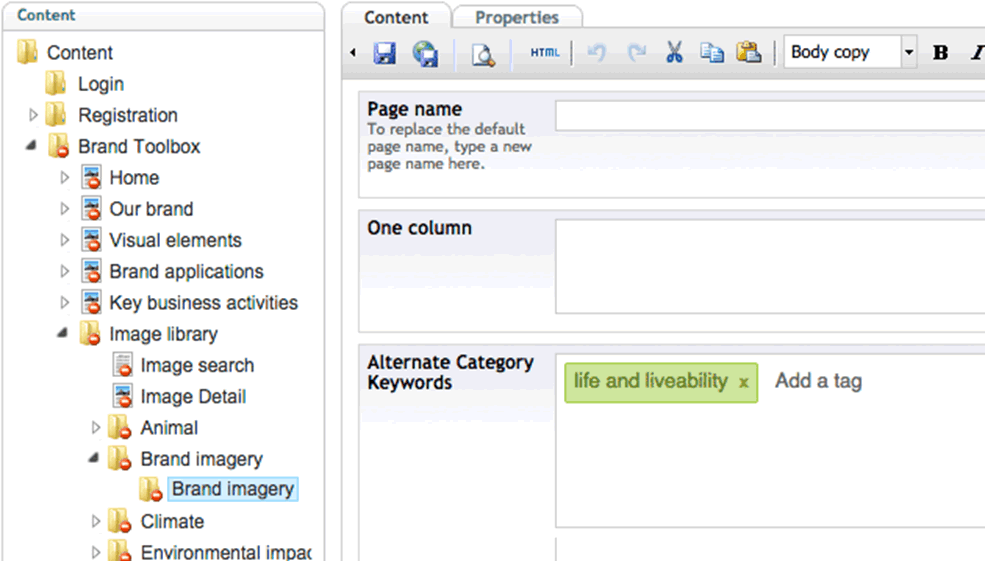 Content
Content
Login
Registration
Brand Toolbox
Home
Our brand
Visual elements
Brand applications
Key business activities
Image library
Image search
Image Detail
Animal
Brand imagery
Brand imagery
Climate
Environmental impac
Content
Properties
HTML
Body copy
B
I
Page name
To replace the default
page name, type a new
page name here.
One column
Alternate Category
Keywords
life and liveability x
Add a tag